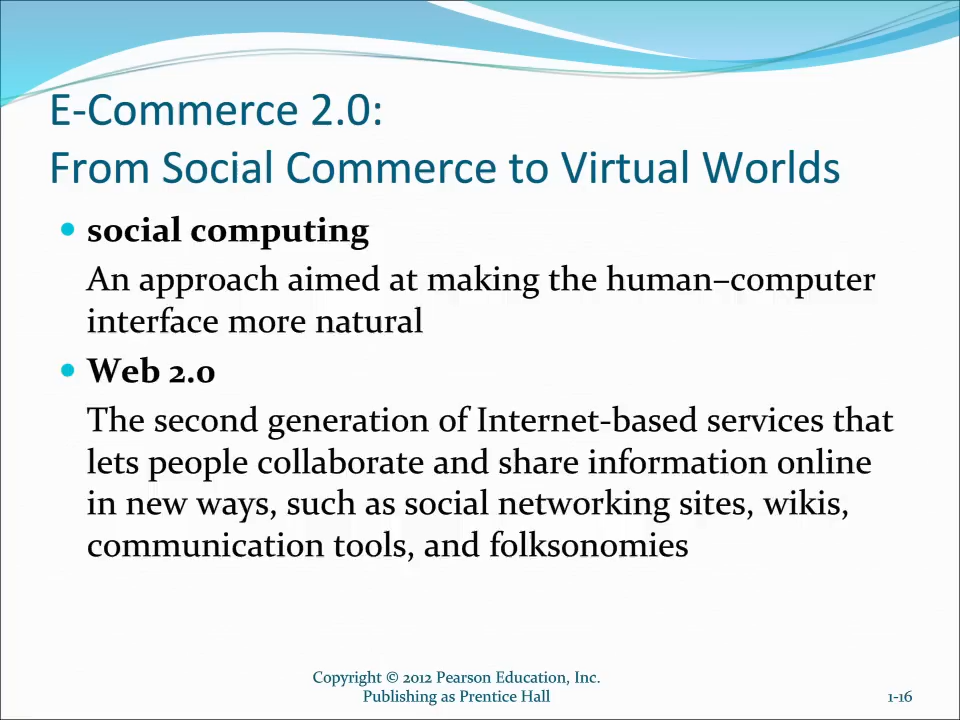 E-Commerce 2.0:
From Social Commerce to Virtual Worlds
• social computing
An approach aimed at making the human–computer
interface more natural
• Web 2.0
The second generation of Internet-based services that
lets people collaborate and share information online
in new ways, such as social networking sites, wikis,
communication tools, and folksonomies
Copyright © 2012 Pearson Education, Inc.
Publishing as Prentice Hall
1-16